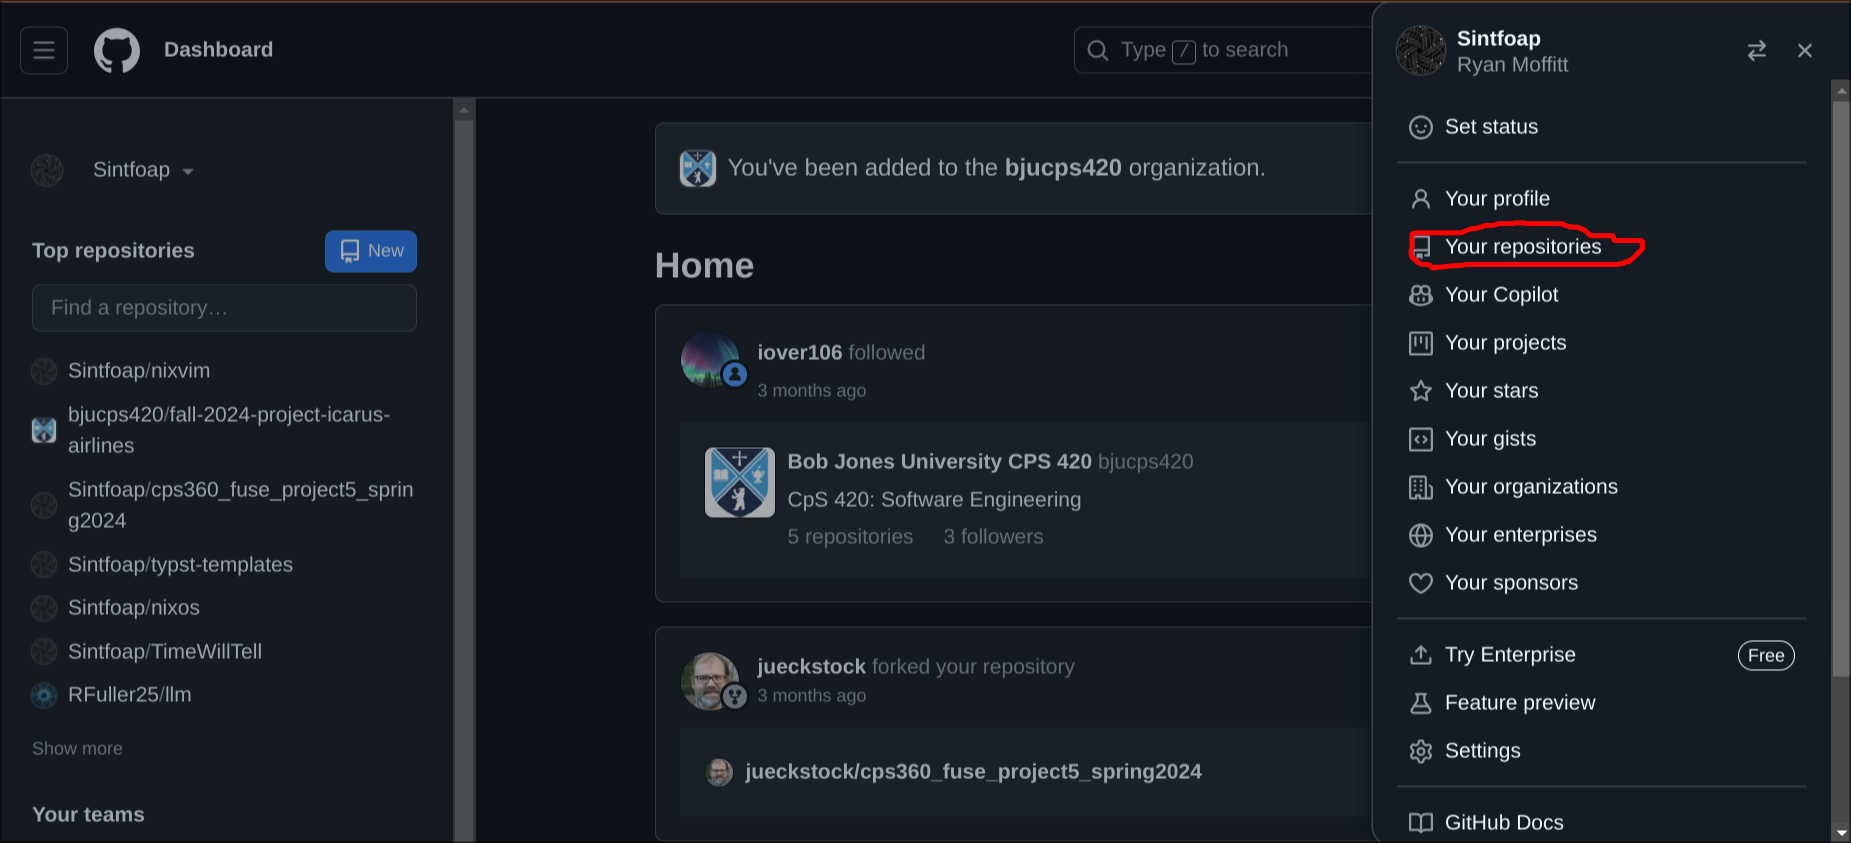 Dashboard
Type / to search
Sintfoap
Top repositories
New
Find a repository…
Sintfoap/nixvim
bjucps420/fall-2024-project-icarus-
airlines
Sintfoap/cps360_fuse_project5_sprin
g2024
Sintfoap/typst-templates
Sintfoap/nixos
Sintfoap/TimeWillTell
RFuller25/llm
Show more
Your teams
You've been added to the bjucps420 organization.
Home
iover106 followed
3 months ago
Bob Jones University CPS 420 bjucps420
CpS 420: Software Engineering
5 repositories 3 followers
jueckstock forked your repository
3 months ago
jueckstock/cps360_fuse_project5_spring2024
Sintfoap
Ryan Moffitt
Set status
Your profile
Your repositories
Your Copilot
Your projects
Your stars
Your gists
Your organizations
Your enterprises
Your sponsors
Try Enterprise Free
Feature preview
Settings
GitHub Docs